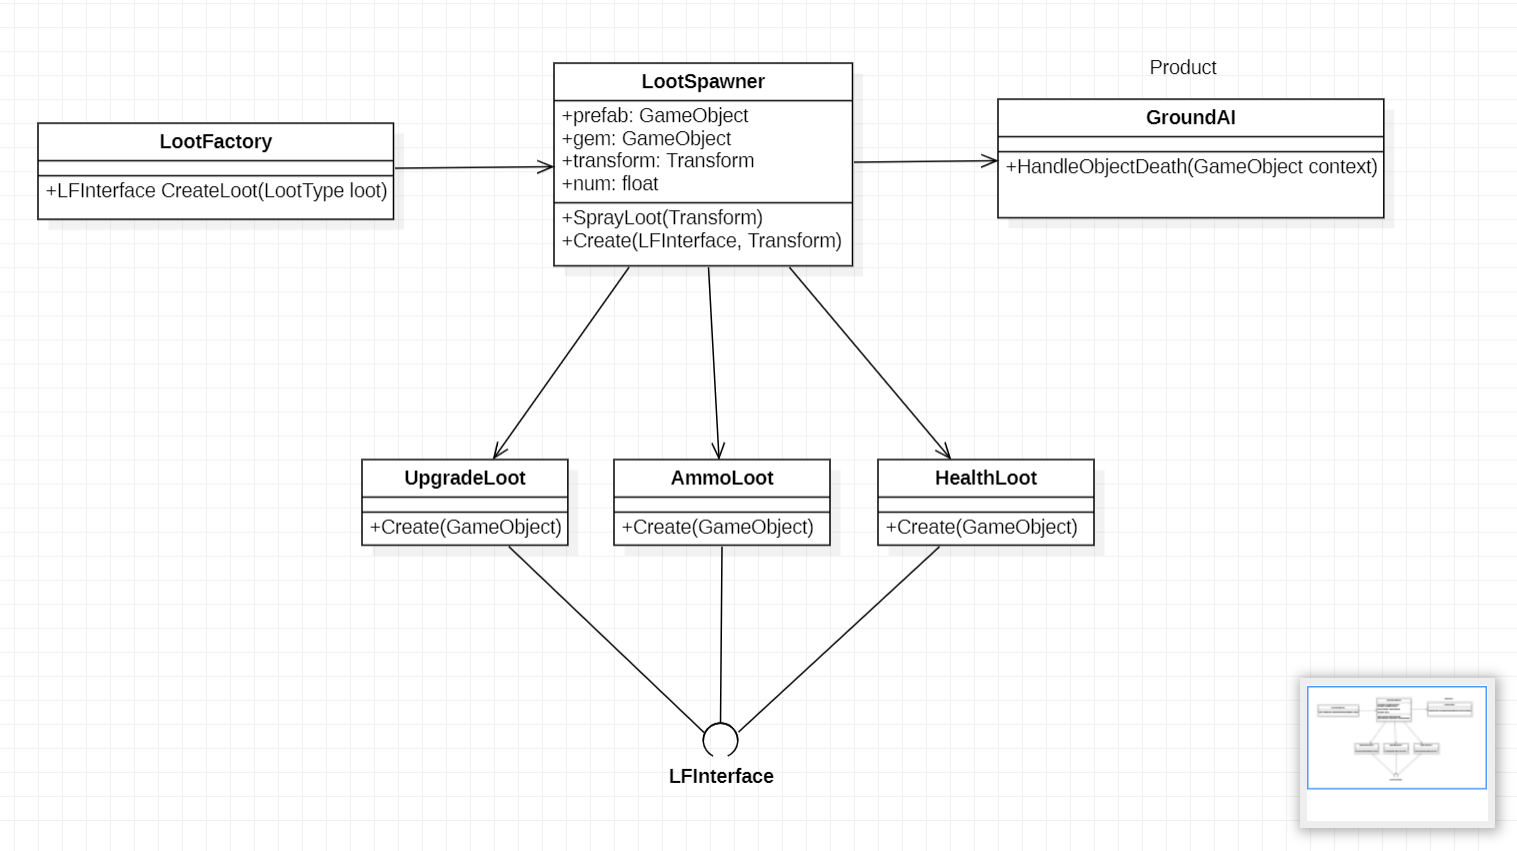 Product
LootSpawner
+prefab: GameObject
+gem: GameObject
+transform: Transform
+num: float
+SprayLoot(Transform)
+Create(LFInterface, Transform)
LootFactory
+LFInterface CreateLoot(LootType loot)
GroundAI
+HandleObjectDeath(GameObject context)
UpgradeLoot
+Create(GameObject)
AmmoLoot
+Create(GameObject)
HealthLoot
+Create(GameObject)
LFInterface